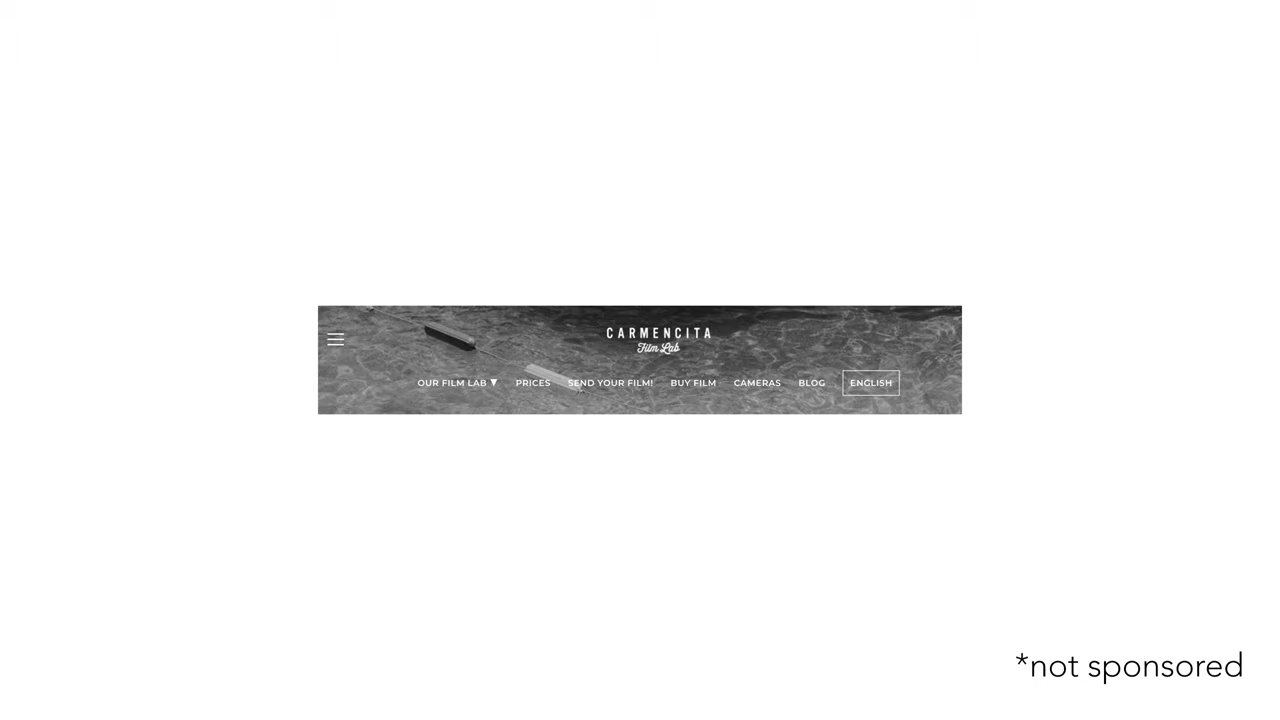 CARMENCITA
Film Lab
OUR FILM LAB ▼ PRICES SEND YOUR FILM! BUY FILM CAMERAS BLOG ENGLISH
*not sponsored